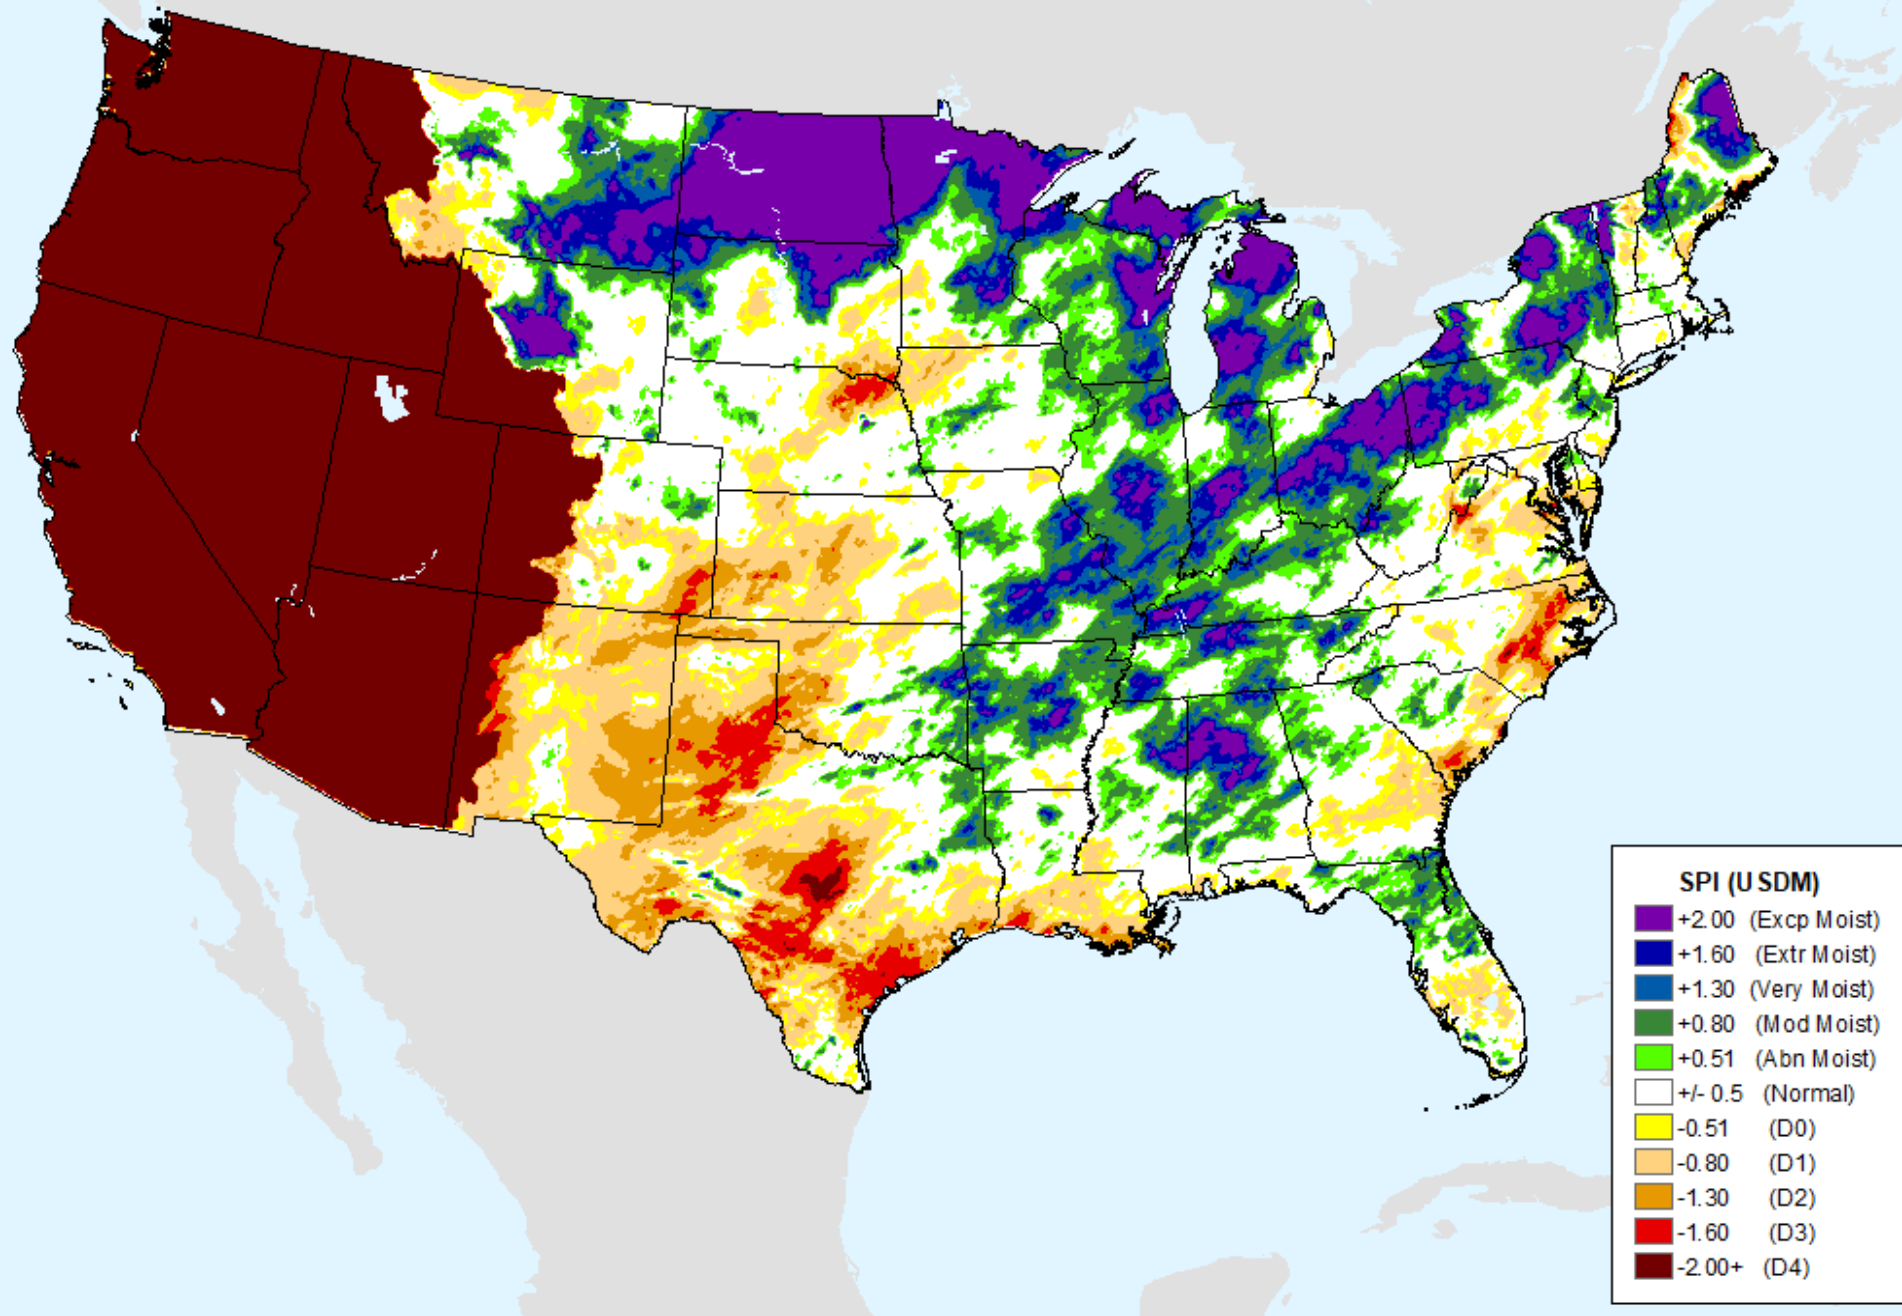 SPI (USDM)
+2.00 (Excp Moist)
+1.60 (Extr Moist)
+1.30 (Very Moist)
+0.80 (Mod Moist)
+0.51 (Abn Moist)
+/- 0.5 (Normal)
-0.51 (D0)
-0.80 (D1)
-1.30 (D2)
-1.60 (D3)
-2.00+ (D4)